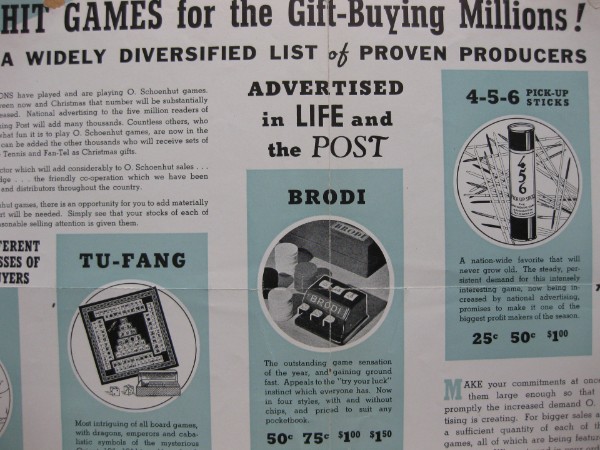 HIT GAMES for the Gift-Buying Millions!
A WIDELY DIVERSIFIED LIST of PROVEN PRODUCERS
IONS have played and are playing O. Schoenhut games.
ween now and Christmas that number will be substantially
eased. National advertising to the five million readers of
ning Post will add many thousands. Countless others, who
what fun it is to play O. Schoenhut games, are now in the
can be added the other thousands who will receive sets of
Tennis and Fan-Tel as Christmas gifts.
ctor which will add considerably to O. Schoenhut sales . . .
dge . . . the friendly co-operation which we have been
and distributors throughout the country.
hut games, there is an opportunity for you to add materially
rt will be needed. Simply see that your stocks of each of
easonable selling attention is given them.
FERENT
SSES OF
UYERS
TU-FANG
Most intriguing of all board games,
with dragons, emperors and caba-
listic symbols of the mysterious
ADVERTISED
in LIFE and
the POST
BRODI
BRODI
The outstanding game sensation
of the year, and gaining ground
fast. Appeals to the "try your luck"
instinct which everyone has. Now
in four styles, with and without
chips, and priced to suit any
pocketbook.
50c 75c $1.00 $1.50
4-5-6 PICK-UP
STICKS
456
PICK-UP
A nation-wide favorite that will
never grow old. The steady, per-
sistent demand for this intensely
interesting game, now being in-
creased by national advertising,
promises to make it one of the
biggest profit makers of the season.
25c 50c $1.00
MAKE your commitments at once
them large enough so that
promptly the increased demand O.
tising is creating. For bigger sales a
a sufficient quantity of each of th
games, all of which are being featur